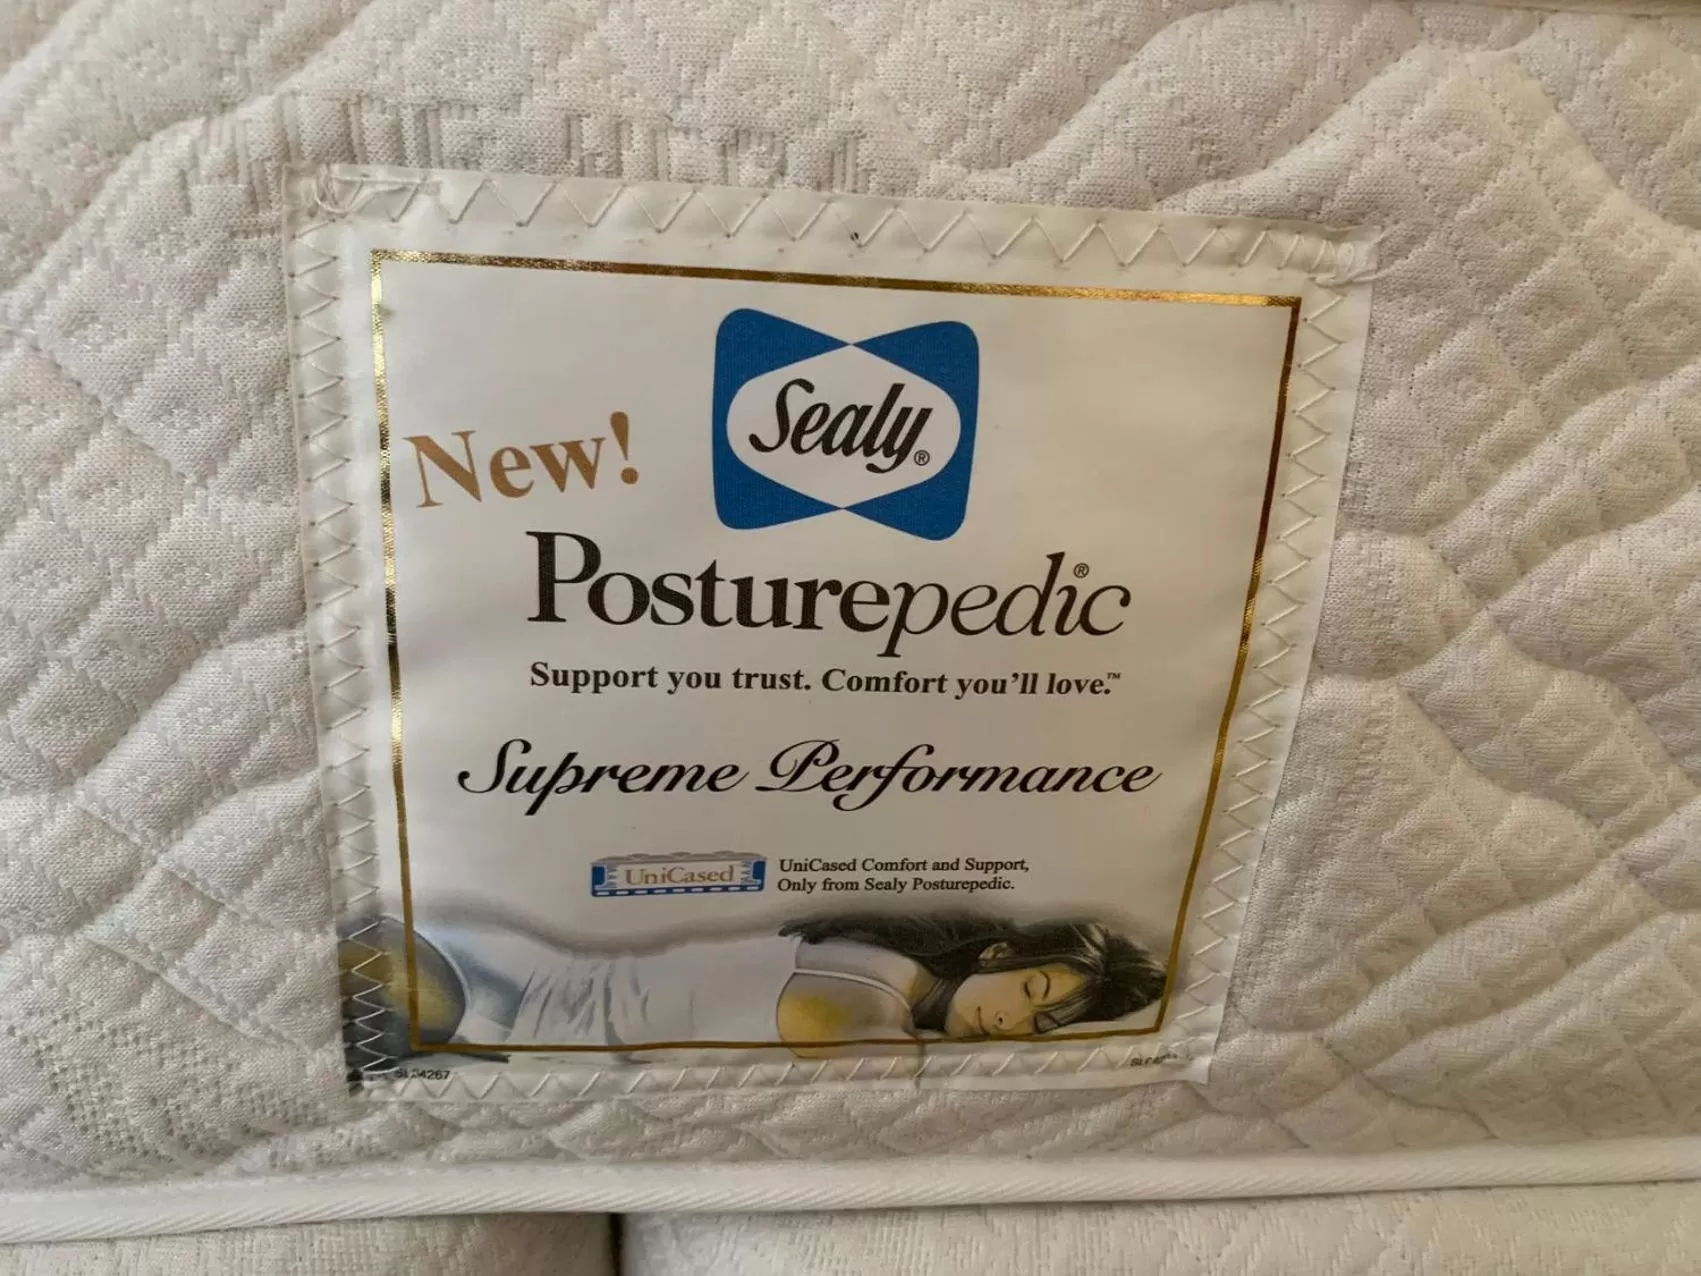 Sealy®
New!
Posturepedic®
Support you trust. Comfort you'll love.™
Supreme Performance
UniCased
UniCased Comfort and Support,
Only from Sealy Posturepedic.